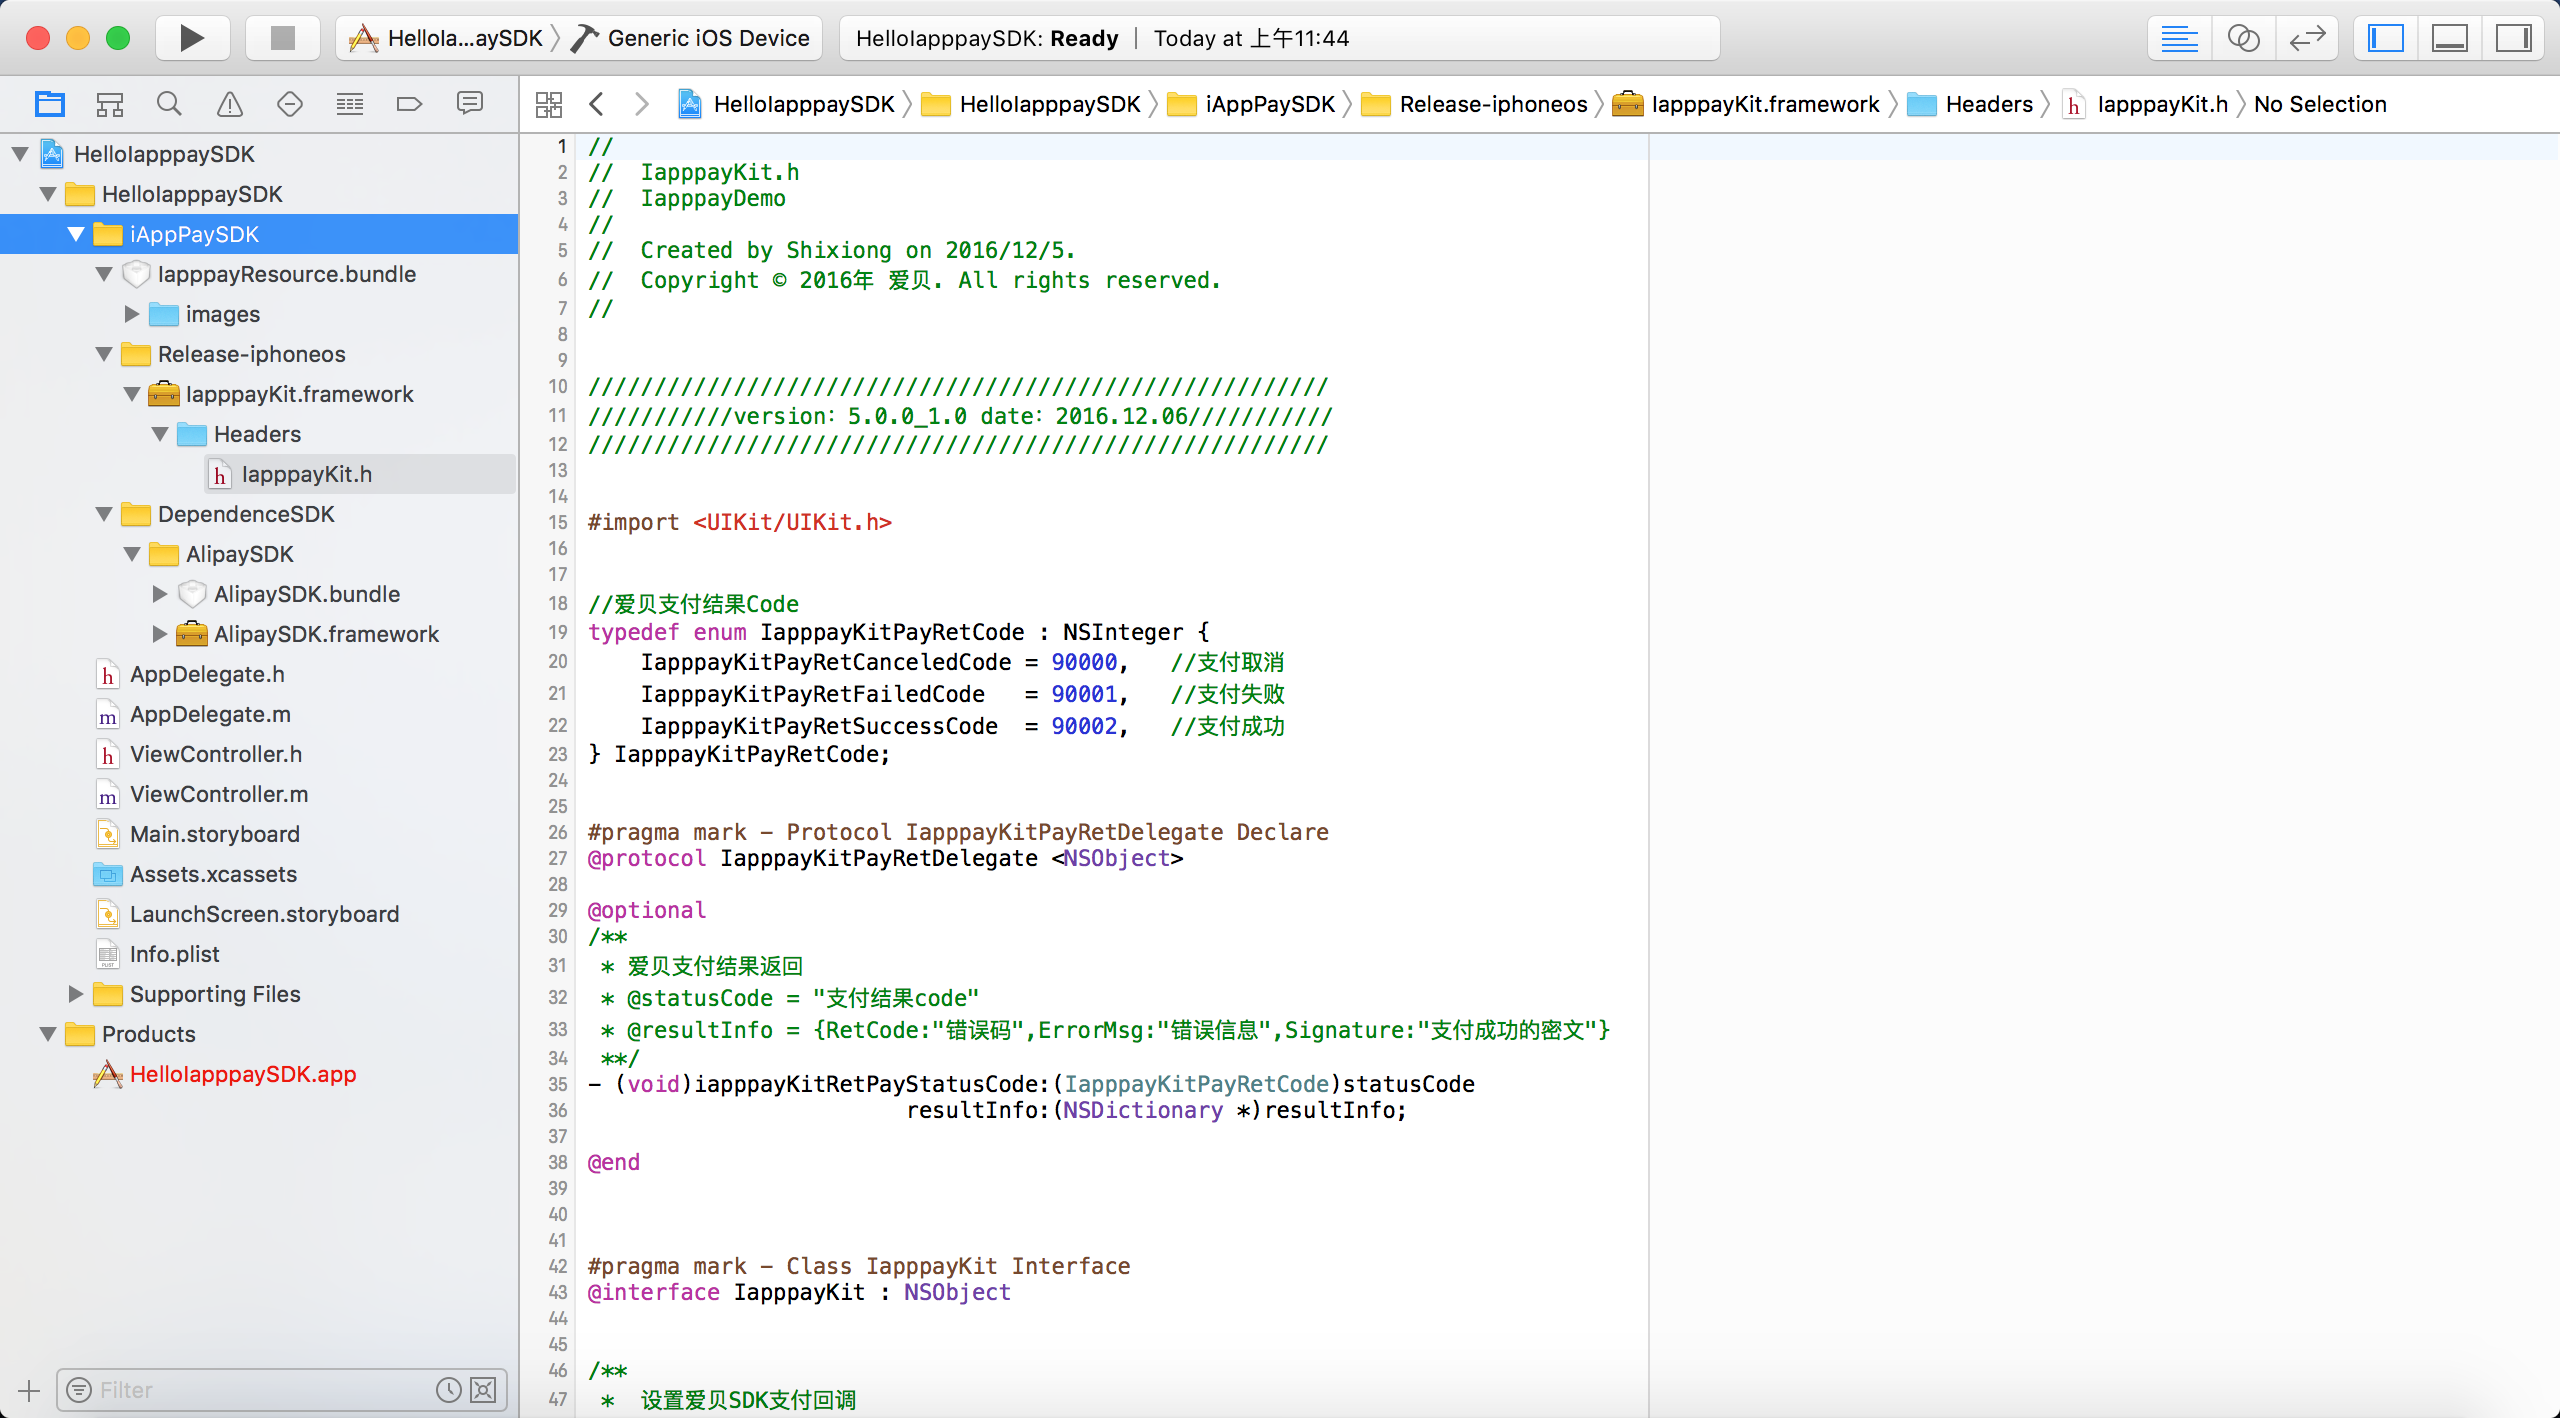 HelloIa...aySDK
Generic iOS Device
HelloIapppaySDK: Ready | Today at 上午11:44
HelloIapppaySDK
HelloIapppaySDK
iAppPaySDK
Release-iphoneos
IapppayKit.framework
Headers
h IapppayKit.h
No Selection
HelloIapppaySDK
HelloIapppaySDK
iAppPaySDK
IapppayResource.bundle
images
Release-iphoneos
IapppayKit.framework
Headers
h IapppayKit.h
DependenceSDK
AlipaySDK
AlipaySDK.bundle
AlipaySDK.framework
h AppDelegate.h
m AppDelegate.m
h ViewController.h
m ViewController.m
Main.storyboard
Assets.xcassets
LaunchScreen.storyboard
Info.plist
Supporting Files
Products
HelloIapppaySDK.app
Filter
1 //
2 //  IapppayKit.h
3 //  IapppayDemo
4 //
5 //  Created by Shixiong on 2016/12/5.
6 //  Copyright © 2016年 爱贝. All rights reserved.
7 //
8
9
10 ////////////////////////////////////////////////////////
11 ///////////version: 5.0.0_1.0 date: 2016.12.06///////////
12 ////////////////////////////////////////////////////////
13
14
15 #import <UIKit/UIKit.h>
16
17
18 //爱贝支付结果Code
19 typedef enum IapppayKitPayRetCode : NSInteger {
20     IapppayKitPayRetCanceledCode = 90000,   //支付取消
21     IapppayKitPayRetFailedCode   = 90001,   //支付失败
22     IapppayKitPayRetSuccessCode  = 90002,   //支付成功
23 } IapppayKitPayRetCode;
24
25
26 #pragma mark - Protocol IapppayKitPayRetDelegate Declare
27 @protocol IapppayKitPayRetDelegate <NSObject>
28
29 @optional
30 /**
31  * 爱贝支付结果返回
32  * @statusCode = "支付结果code"
33  * @resultInfo = {RetCode:"错误码",ErrorMsg:"错误信息",Signature:"支付成功的密文"}
34  **/
35 - (void)iapppayKitRetPayStatusCode:(IapppayKitPayRetCode)statusCode
36                         resultInfo:(NSDictionary *)resultInfo;
37
38 @end
39
40
41
42 #pragma mark - Class IapppayKit Interface
43 @interface IapppayKit : NSObject
44
45
46 /**
47  *  设置爱贝SDK支付回调